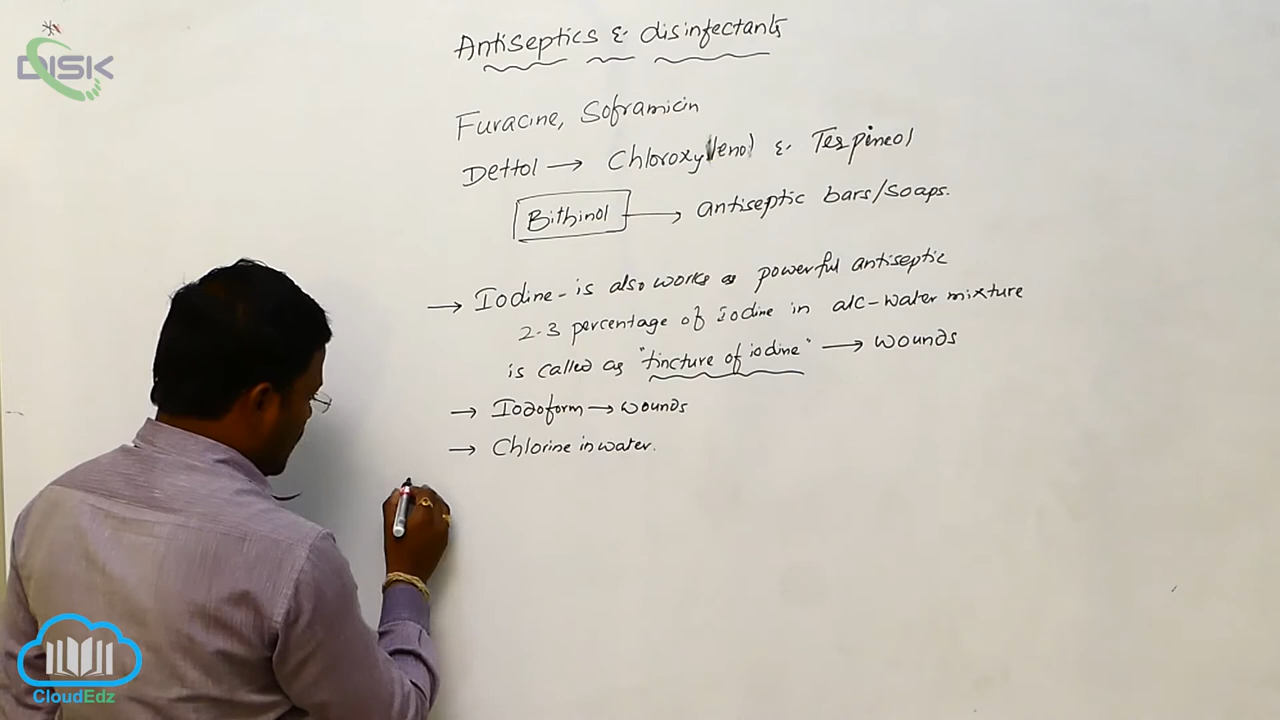 DISK
Antiseptics & disinfectants
Furacine, Soframicin
Dettol → Chloroxylenol & Terpineol
Bithinol → antiseptic bars/soaps.
→ Iodine - is also works as powerful antiseptic
2-3 percentage of Iodine in alc-water mixture
is called as "tincture of iodine" → wounds
→ Iodoform → wounds
→ Chlorine in water.
CloudEdz